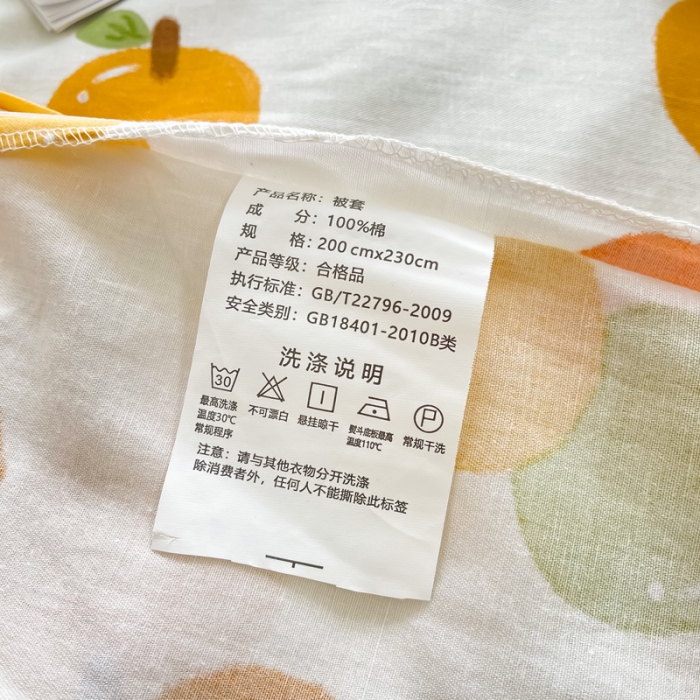 产品名称：被套
成 分：100%棉
规 格：200 cmx230cm
产品等级：合格品
执行标准：GB/T22796-2009
安全类别：GB18401-2010B类
洗涤说明
30
P
最高洗涤
温度30℃
常规程序
不可漂白
悬挂晾干
熨斗底板最高
温度110℃
常规干洗
注意：请与其他衣物分开洗涤
除消费者外，任何人不能撕除此标签